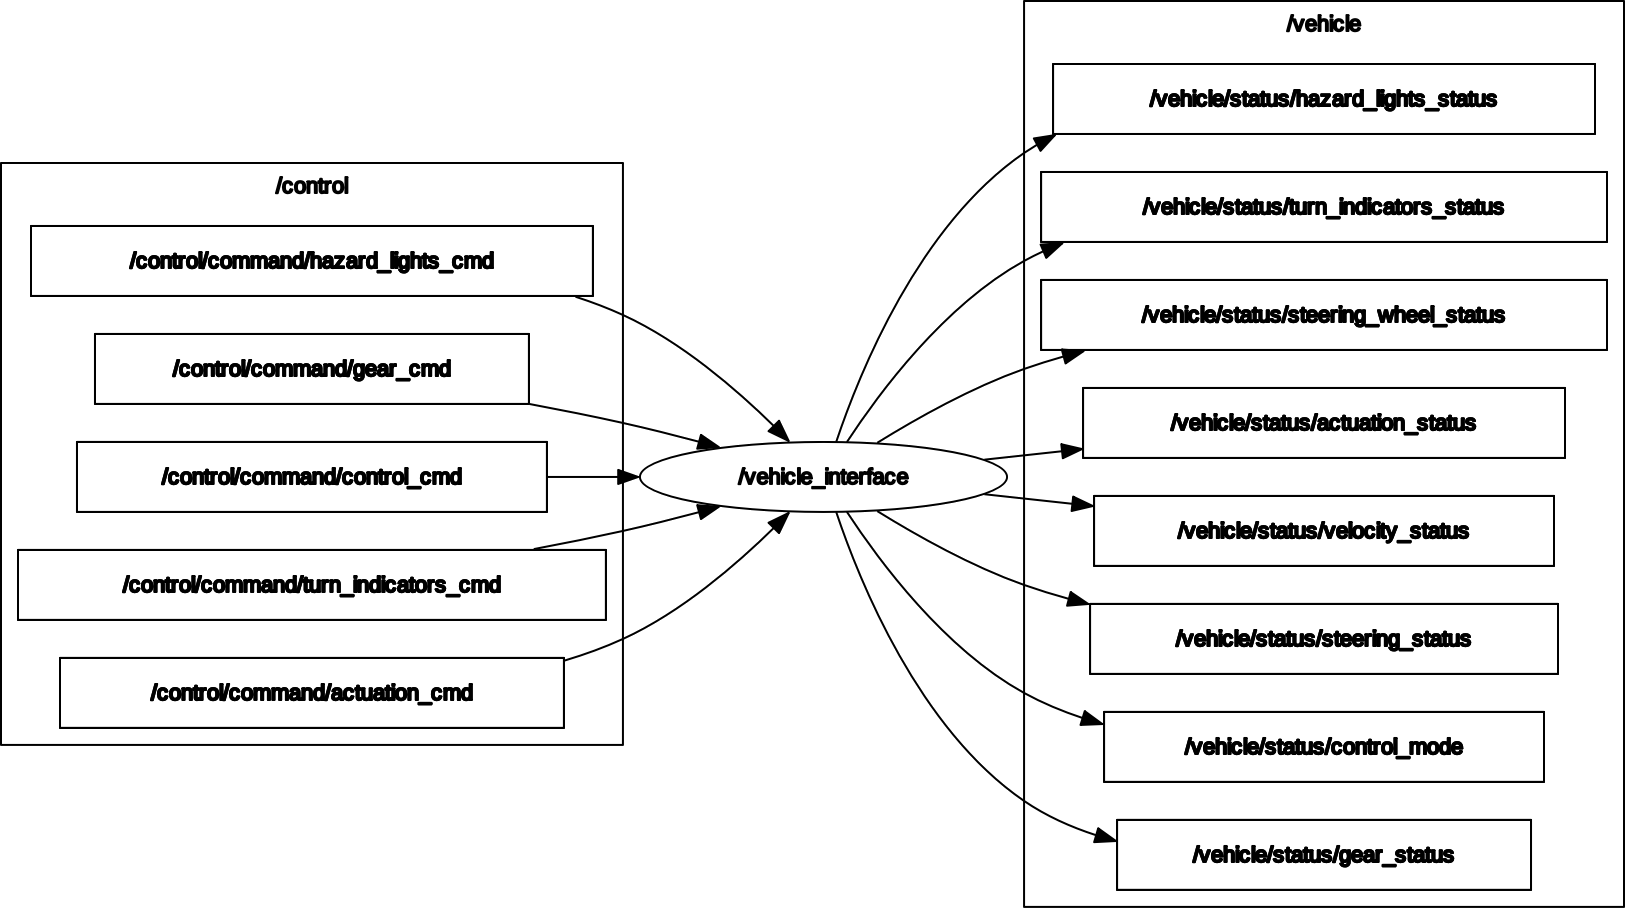 /control
/control/command/hazard_lights_cmd
/control/command/gear_cmd
/control/command/control_cmd
/control/command/turn_indicators_cmd
/control/command/actuation_cmd
/vehicle_interface
/vehicle
/vehicle/status/hazard_lights_status
/vehicle/status/turn_indicators_status
/vehicle/status/steering_wheel_status
/vehicle/status/actuation_status
/vehicle/status/velocity_status
/vehicle/status/steering_status
/vehicle/status/control_mode
/vehicle/status/gear_status